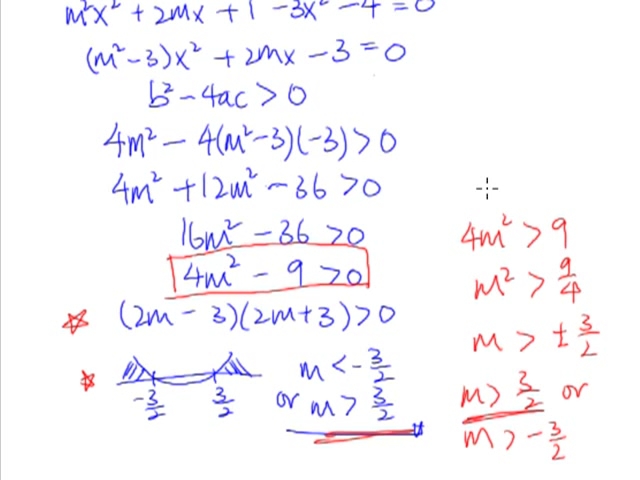 m²x² + 2mx + 1 - 3x² - 4 = 0
(m² - 3)x² + 2mx - 3 = 0
b² - 4ac > 0
4m² - 4(m² - 3)(-3) > 0
4m² + 12m² - 36 > 0
16m² - 36 > 0
4m² - 9 > 0
(2m - 3)(2m + 3) > 0
-3/2 3/2
m < -3/2
or m > 3/2
4m² > 9
m² > 9/4
m > ± 3/2
m > 3/2 or
m > -3/2